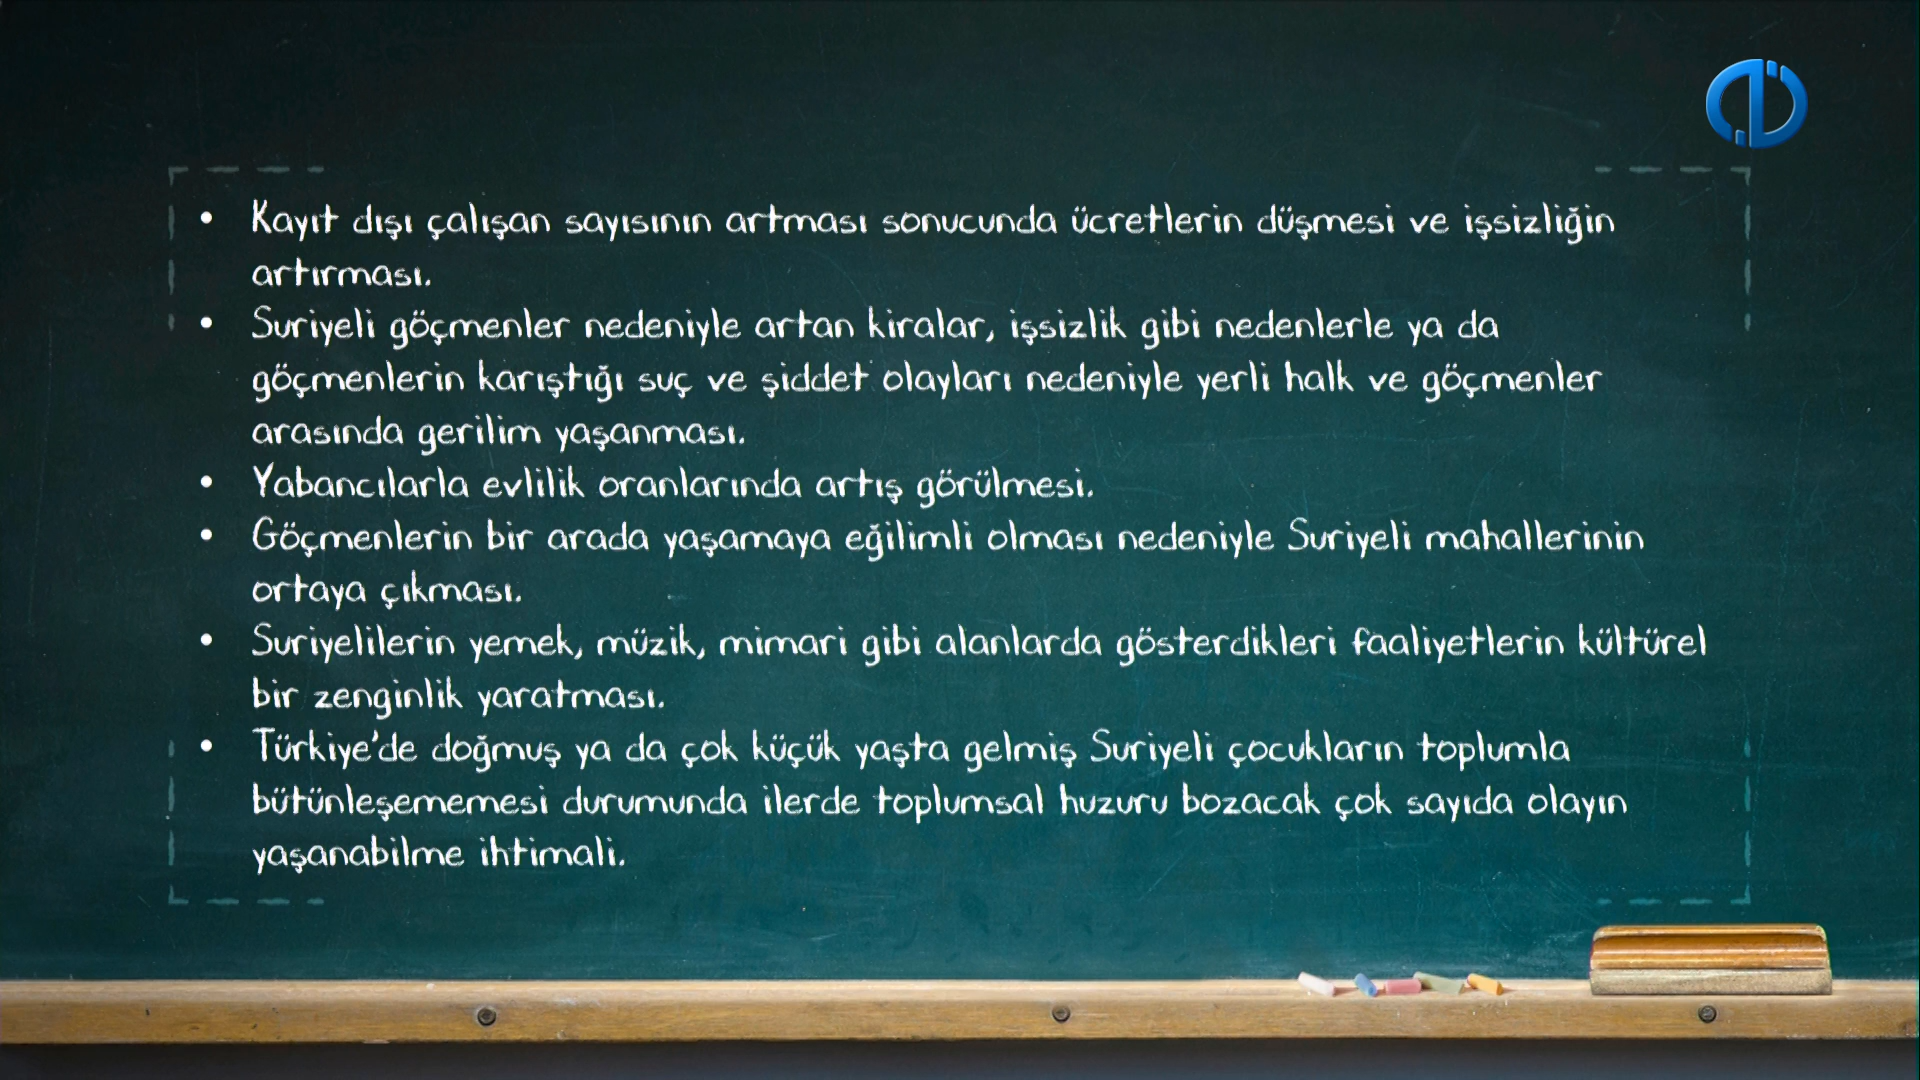 • Kayıt dışı çalışan sayısının artması sonucunda ücretlerin düşmesi ve işsizliğin
artırması.
• Suriyeli göçmenler nedeniyle artan kiralar, işsizlik gibi nedenlerle ya da
göçmenlerin karıştığı suç ve şiddet olayları nedeniyle yerli halk ve göçmenler
arasında gerilim yaşanması.
• Yabancılarla evlilik oranlarında artış görülmesi.
• Göçmenlerin bir arada yaşamaya eğilimli olması nedeniyle Suriyeli mahallerinin
ortaya çıkması.
• Suriyelilerin yemek, müzik, mimari gibi alanlarda gösterdikleri faaliyetlerin kültürel
bir zenginlik yaratması.
• Türkiye'de doğmuş ya da çok küçük yaşta gelmiş Suriyeli çocukların toplumla
bütünleşememesi durumunda ilerde toplumsal huzuru bozacak çok sayıda olayın
yaşanabilme ihtimali.